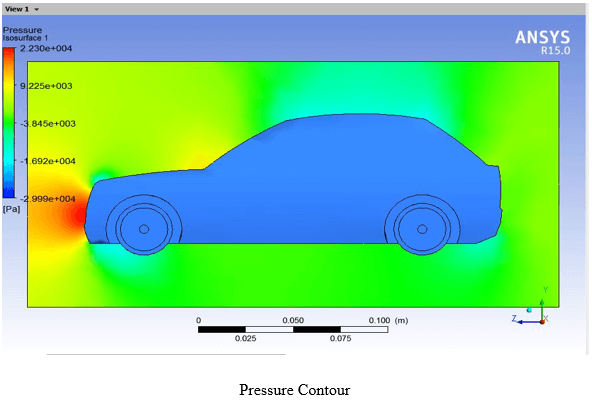 View 1
Pressure
Isosurface 1
2.230e+004
9.225e+003
-3.845e+003
-1.692e+004
-2.999e+004
[Pa]
ANSYS
R15.0
0 0.050 0.100 (m)
0.025 0.075
Y
Z X
Pressure Contour